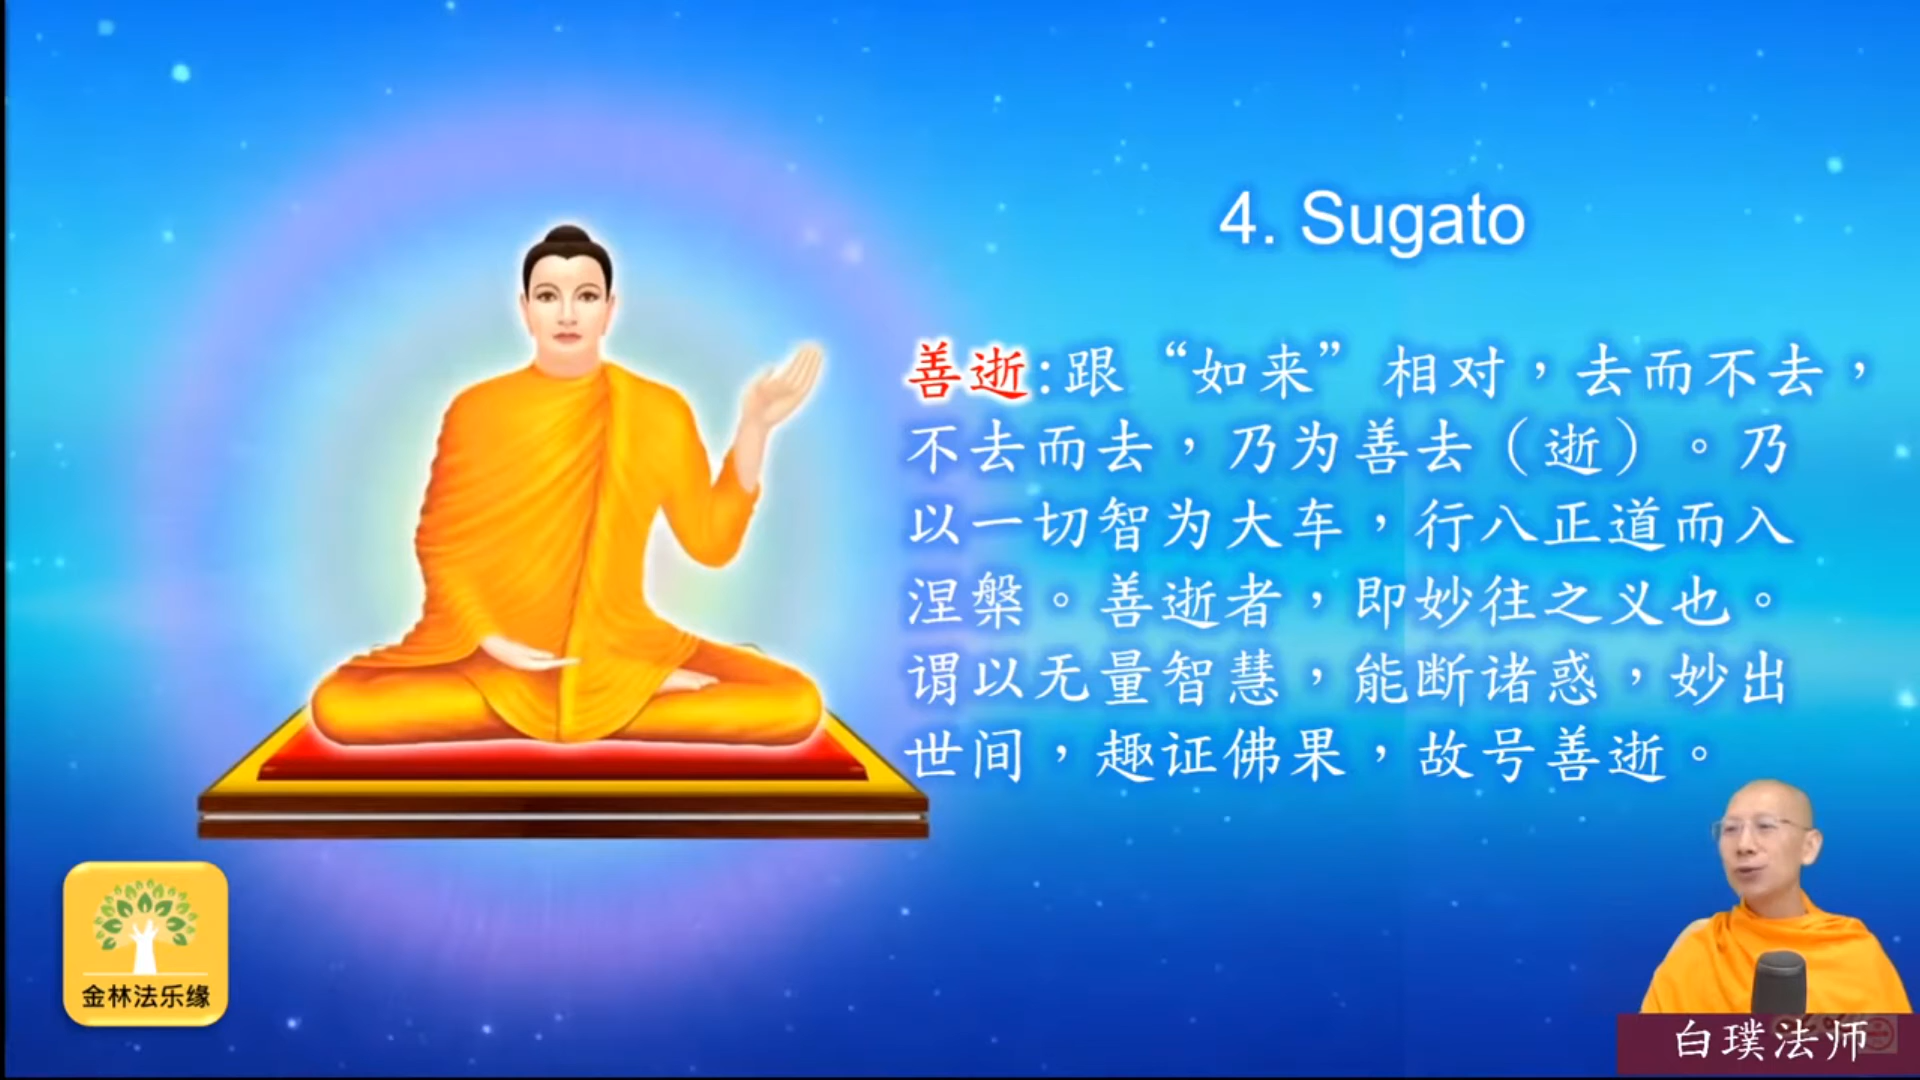 4. Sugato
善逝:跟“如来”相对，去而不去，
不去而去，乃为善去（逝）。乃
以一切智为大车，行八正道而入
涅槃。善逝者，即妙往之义也。
谓以无量智慧，能断诸惑，妙出
世间，趣证佛果，故号善逝。
金林法乐缘
白璞法师